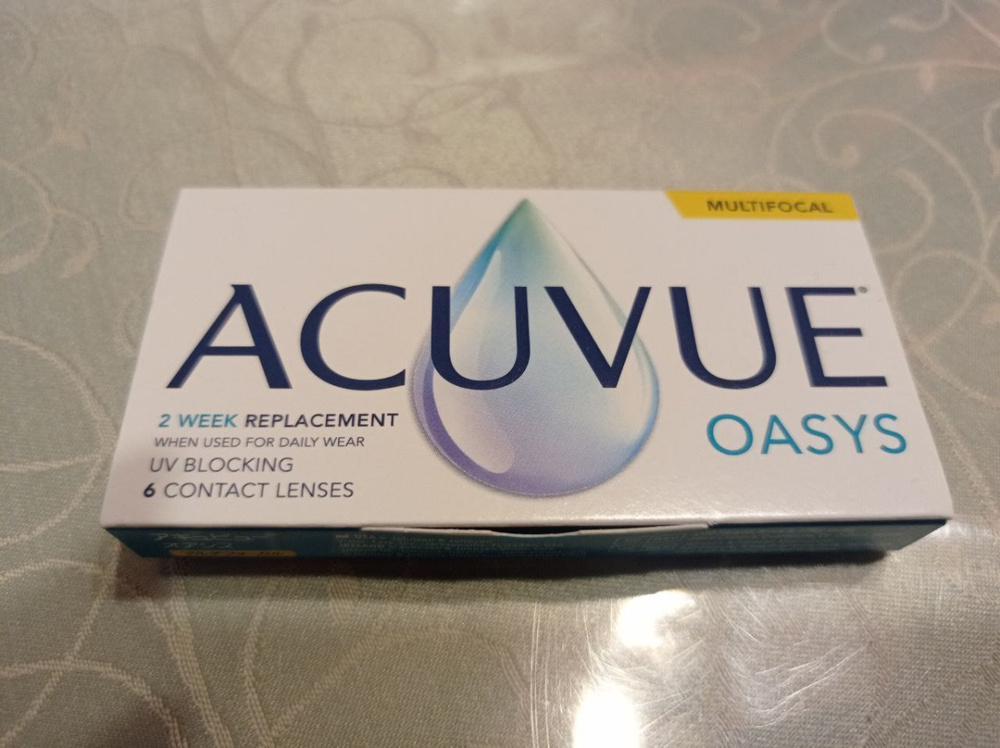 MULTIFOCAL
ACUVUE®
OASYS
2 WEEK REPLACEMENT
WHEN USED FOR DAILY WEAR
UV BLOCKING
6 CONTACT LENSES